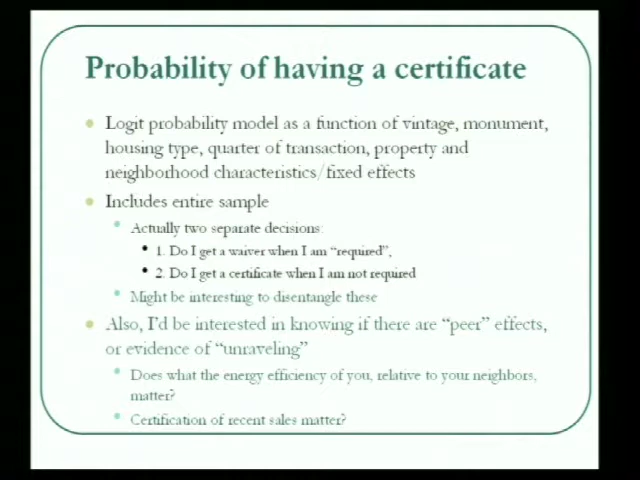 Probability of having a certificate
Logit probability model as a function of vintage, monument,
housing type, quarter of transaction, property and
neighborhood characteristics/fixed effects
Includes entire sample
Actually two separate decisions:
1. Do I get a waiver when I am “required”,
2. Do I get a certificate when I am not required
Might be interesting to disentangle these
Also, I'd be interested in knowing if there are “peer” effects,
or evidence of “unraveling”
Does what the energy efficiency of you, relative to your neighbors,
matter?
Certification of recent sales matter?